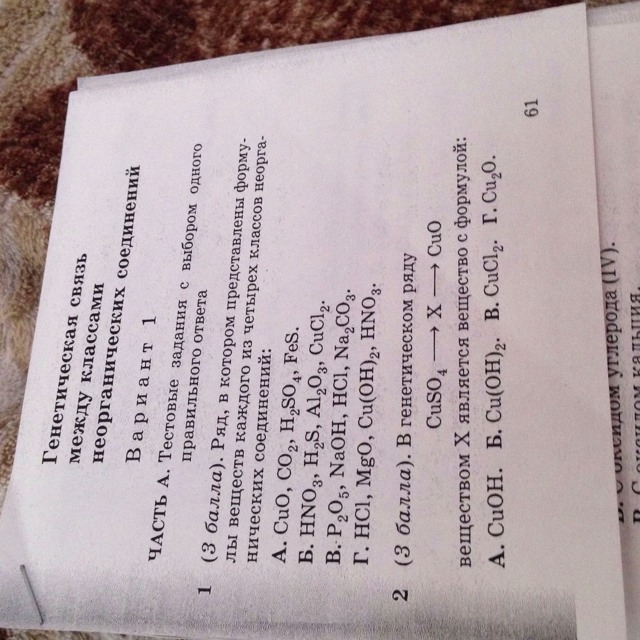 Генетическая связь
между классами
неорганических соединений
Вариант 1
ЧАСТЬ А. Тестовые задания с выбором одного
правильного ответа
1 (3 балла). Ряд, в котором представлены форму-
лы веществ каждого из четырех классов неорга-
нических соединений:
А. CuO, CO₂, H₂SO₄, FeS.
Б. HNO₃, H₂S, Al₂O₃, CuCl₂.
В. P₂O₅, NaOH, HCl, Na₂CO₃.
Г. HCl, MgO, Cu(OH)₂, HNO₃.
2 (3 балла). В генетическом ряду
CuSO₄ ⟶ X ⟶ CuO
веществом X является вещество с формулой:
А. CuOH. Б. Cu(OH)₂. В. CuCl₂. Г. Cu₂O.
61
оксидом углерода (IV).